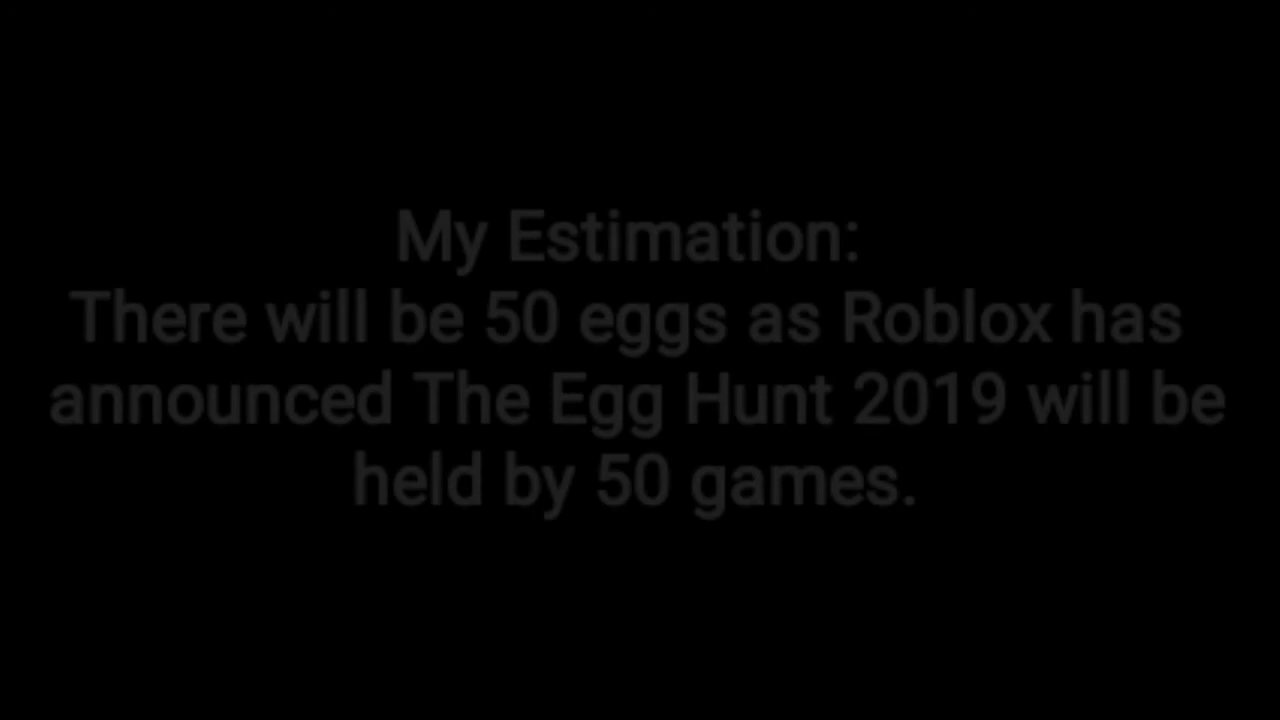 My Estimation:
There will be 50 eggs as Roblox has
announced The Egg Hunt 2019 will be
held by 50 games.